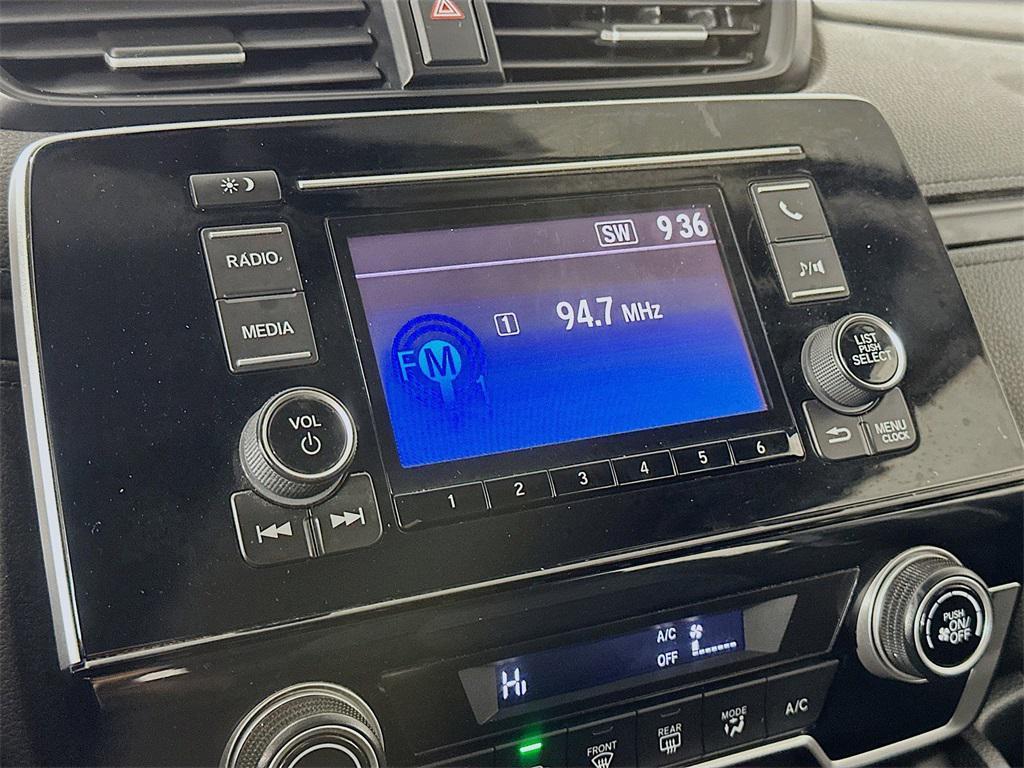 RADIO
MEDIA
SW 9 36
1 94.7 MHz
FM 1
LIST
PUSH
SELECT
VOL
MENU
CLOCK
1 2 3 4 5 6
PUSH
ON/
OFF
A/C
OFF
Hi
FRONT
REAR
MODE
A/C